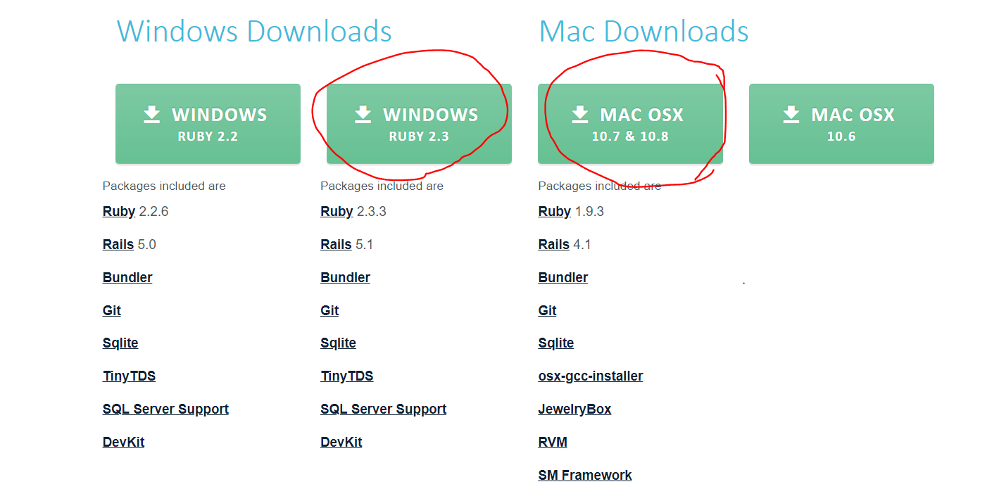 Windows Downloads
Mac Downloads
WINDOWS
RUBY 2.2
WINDOWS
RUBY 2.3
MAC OSX
10.7 & 10.8
MAC OSX
10.6
Packages included are
Ruby 2.2.6
Rails 5.0
Bundler
Git
Sqlite
TinyTDS
SQL Server Support
DevKit
Packages included are
Ruby 2.3.3
Rails 5.1
Bundler
Git
Sqlite
TinyTDS
SQL Server Support
DevKit
Packages included are
Ruby 1.9.3
Rails 4.1
Bundler
Git
Sqlite
osx-gcc-installer
JewelryBox
RVM
SM Framework